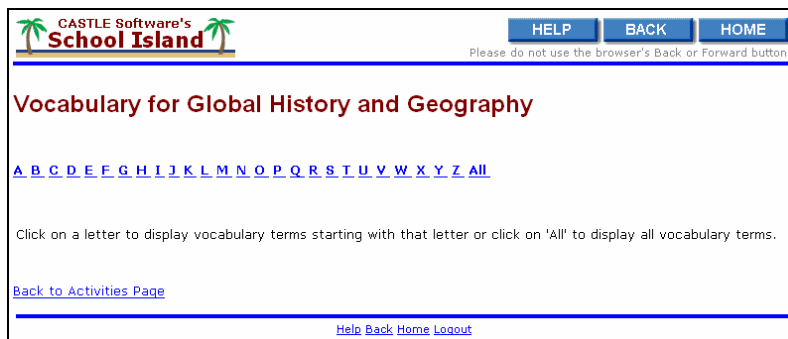 CASTLE Software's
School Island
HELP BACK HOME
Please do not use the browser's Back or Forward button
Vocabulary for Global History and Geography
A B C D E F G H I J K L M N O P Q R S T U V W X Y Z All
Click on a letter to display vocabulary terms starting with that letter or click on 'All' to display all vocabulary terms.
Back to Activities Page
Help Back Home Logout